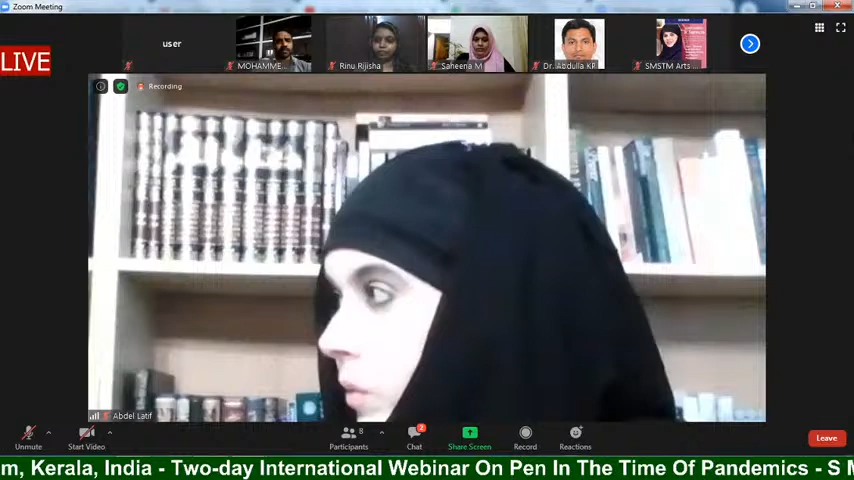 Zoom Meeting
LIVE
user
MOHAMME...
Rinu Rijisha
Saheena M
Dr. Abdulla KP
SMSTM Arts ...
Recording
Abdel Latif
Unmute
Start Video
8
Participants
2
Chat
Share Screen
Record
Reactions
Leave
m, Kerala, India - Two-day International Webinar On Pen In The Time Of Pandemics - S M